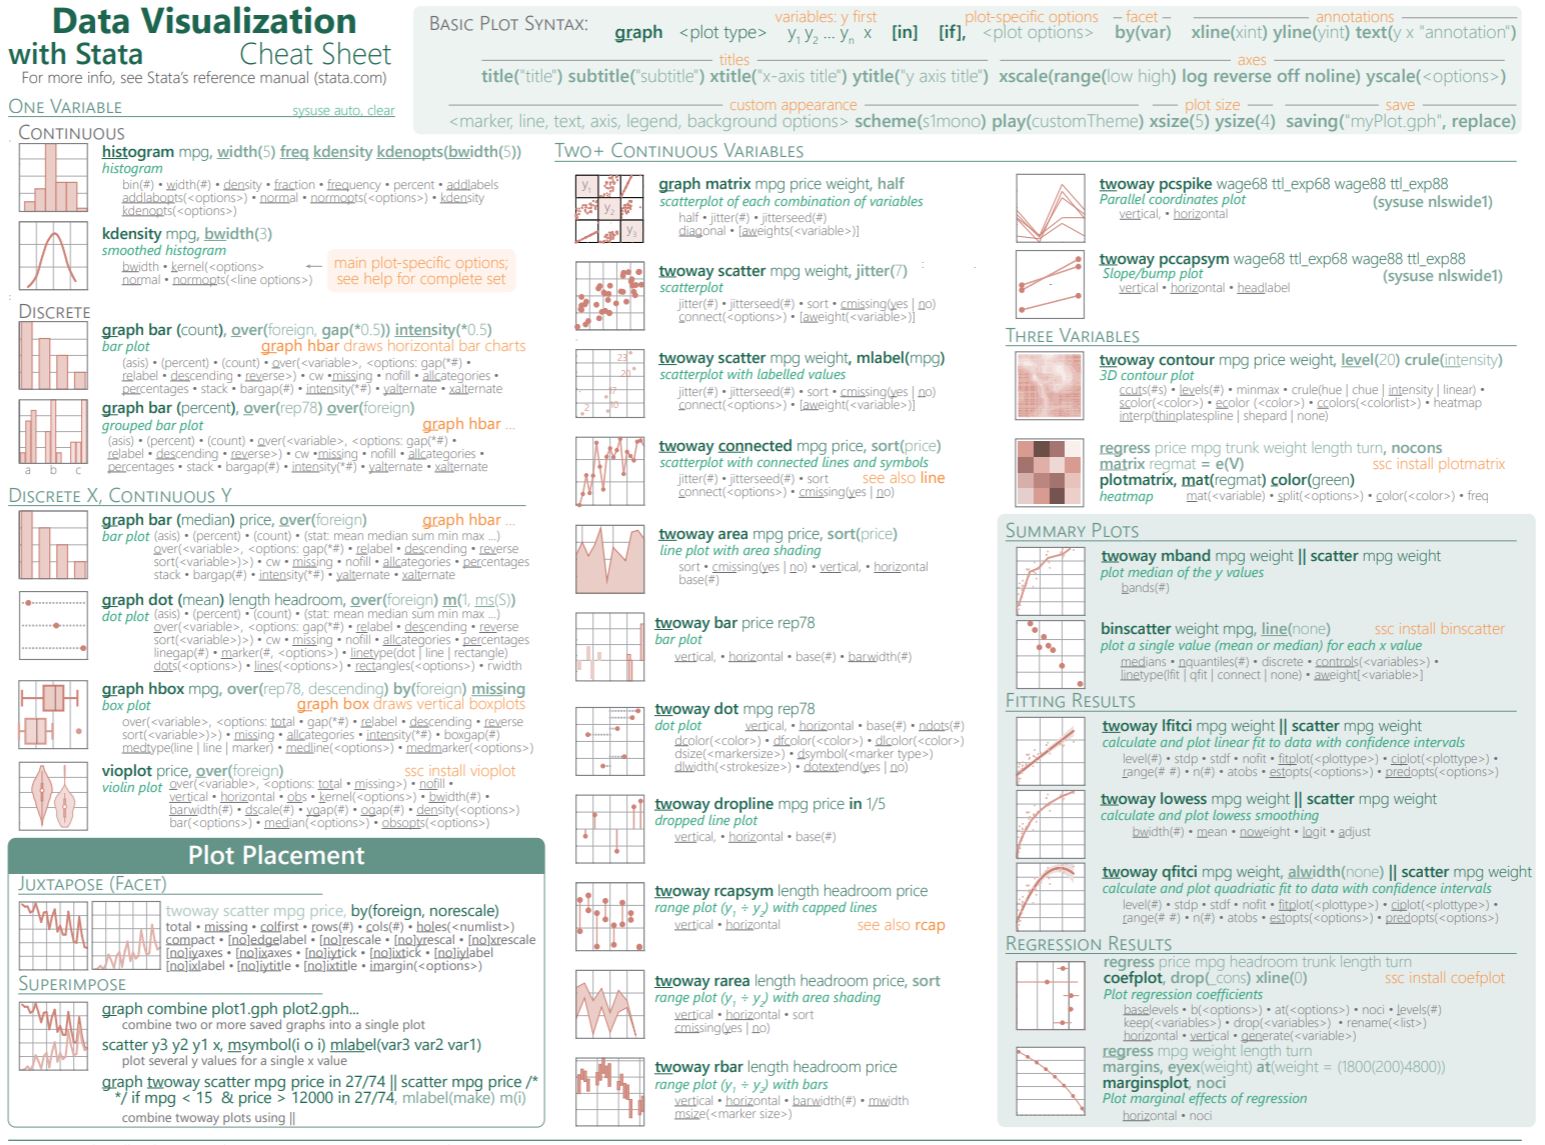 Data Visualization
with Stata Cheat Sheet
For more info, see Stata's reference manual (stata.com)
BASIC PLOT SYNTAX:
variables: y first plot-specific options facet annotations
graph <plot type> y1 y2 ... yn x [in] [if], <plot options> by(var) xline(xint) yline(yint) text(y x "annotation")
titles axes
title("title") subtitle("subtitle") xtitle("x-axis title") ytitle("y axis title") xscale(range(low high) log reverse off noline) yscale(<options>)
custom appearance plot size save
<marker, line, text, axis, legend, background options> scheme(s1mono) play(customTheme) xsize(5) ysize(4) saving("myPlot.gph", replace)
ONE VARIABLE sysuse auto, clear
CONTINUOUS
histogram mpg, width(5) freq kdensity kdenopts(bwidth(5))
histogram
bin(#) • width(#) • density • fraction • frequency • percent • addlabels
addlabopts(<options>) • normal • normopts(<options>) • kdensity
kdenopts(<options>)
kdensity mpg, bwidth(3)
smoothed histogram
bwidth • kernel(<options>
normal • normopts(<line options>)
main plot-specific options;
see help for complete set
DISCRETE
graph bar (count), over(foreign, gap(*0.5)) intensity(*0.5)
bar plot graph hbar draws horizontal bar charts
(asis) • (percent) • (count) • over(<variable>, <options: gap(*#) •
relabel • descending • reverse>) • cw •missing • nofill • allcategories •
percentages • stack • bargap(#) • intensity(*#) • yalternate • xalternate
graph bar (percent), over(rep78) over(foreign)
grouped bar plot graph hbar ...
(asis) • (percent) • (count) • over(<variable>, <options: gap(*#) •
relabel • descending • reverse>) • cw •missing • nofill • allcategories •
percentages • stack • bargap(#) • intensity(*#) • yalternate • xalternate
a b c
DISCRETE X, CONTINUOUS Y
graph bar (median) price, over(foreign) graph hbar ...
bar plot (asis) • (percent) • (count) • (stat: mean median sum min max ...)
over(<variable>, <options: gap(*#) • relabel • descending • reverse
sort(<variable>)>) • cw • missing • nofill • allcategories • percentages
stack • bargap(#) • intensity(*#) • yalternate • xalternate
graph dot (mean) length headroom, over(foreign) m(1, ms(S))
dot plot (asis) • (percent) • (count) • (stat: mean median sum min max ...)
over(<variable>, <options: gap(*#) • relabel • descending • reverse
sort(<variable>)>) • cw • missing • nofill • allcategories • percentages
linegap(#) • marker(#, <options>) • linetype(dot | line | rectangle)
dots(<options>) • lines(<options>) • rectangles(<options>) • rwidth
graph hbox mpg, over(rep78, descending) by(foreign) missing
box plot graph box draws vertical boxplots
over(<variable>, <options: total • gap(*#) • relabel • descending • reverse
sort(<variable>)>) • missing • allcategories • intensity(*#) • boxgap(#)
medtype(line | line | marker) • medline(<options>) • medmarker(<options>)
vioplot price, over(foreign) ssc install vioplot
violin plot over(<variable>, <options: total • missing>) • nofill •
vertical • horizontal • obs • kernel(<options>) • bwidth(#) •
barwidth(#) • dscale(#) • ygap(#) • ogap(#) • density(<options>)
bar(<options>) • median(<options>) • obsopts(<options>)
Plot Placement
JUXTAPOSE (FACET)
twoway scatter mpg price, by(foreign, norescale)
total • missing • colfirst • rows(#) • cols(#) • holes(<numlist>)
compact • [no]edgelabel • [no]rescale • [no]yrescal • [no]xrescale
[no]iyaxes • [no]ixaxes • [no]iytick • [no]ixtick • [no]iylabel
[no]ixlabel • [no]iytitle • [no]ixtitle • imargin(<options>)
SUPERIMPOSE
graph combine plot1.gph plot2.gph...
combine two or more saved graphs into a single plot
scatter y3 y2 y1 x, msymbol(i o i) mlabel(var3 var2 var1)
plot several y values for a single x value
graph twoway scatter mpg price in 27/74 || scatter mpg price /*
*/ if mpg < 15 & price > 12000 in 27/74, mlabel(make) m(i)
combine twoway plots using ||
TWO+ CONTINUOUS VARIABLES
y1
y2
y3
graph matrix mpg price weight, half
scatterplot of each combination of variables
half • jitter(#) • jitterseed(#)
diagonal • [aweights(<variable>)]
twoway scatter mpg weight, jitter(7)
scatterplot
jitter(#) • jitterseed(#) • sort • cmissing(yes | no)
connect(<options>) • [aweight(<variable>)]
23
20
17
2 10
twoway scatter mpg weight, mlabel(mpg)
scatterplot with labelled values
jitter(#) • jitterseed(#) • sort • cmissing(yes | no)
connect(<options>) • [aweight(<variable>)]
twoway connected mpg price, sort(price)
scatterplot with connected lines and symbols
jitter(#) • jitterseed(#) • sort see also line
connect(<options>) • cmissing(yes | no)
twoway area mpg price, sort(price)
line plot with area shading
sort • cmissing(yes | no) • vertical, • horizontal
base(#)
twoway bar price rep78
bar plot
vertical, • horizontal • base(#) • barwidth(#)
twoway dot mpg rep78
dot plot vertical, • horizontal • base(#) • ndots(#)
dcolor(<color>) • dfcolor(<color>) • dlcolor(<color>)
dsize(<markersize>) • dsymbol(<marker type>)
dlwidth(<strokesize>) • dotextend(yes | no)
twoway dropline mpg price in 1/5
dropped line plot
vertical, • horizontal • base(#)
twoway rcapsym length headroom price
range plot (y1 ÷ y2) with capped lines
vertical • horizontal see also rcap
twoway rarea length headroom price, sort
range plot (y1 ÷ y2) with area shading
vertical • horizontal • sort
cmissing(yes | no)
twoway rbar length headroom price
range plot (y1 ÷ y2) with bars
vertical • horizontal • barwidth(#) • mwidth
msize(<marker size>)
twoway pcspike wage68 ttl_exp68 wage88 ttl_exp88
Parallel coordinates plot (sysuse nlswide1)
vertical, • horizontal
twoway pccapsym wage68 ttl_exp68 wage88 ttl_exp88
Slope/bump plot (sysuse nlswide1)
vertical • horizontal • headlabel
THREE VARIABLES
twoway contour mpg price weight, level(20) crule(intensity)
3D contour plot
ccuts(#s) • levels(#) • minmax • crule(hue | chue | intensity | linear) •
scolor(<color>) • ecolor (<color>) • ccolors(<colorlist>) • heatmap
interp(thinplatespline | shepard | none)
regress price mpg trunk weight length turn, nocons
matrix regmat = e(V) ssc install plotmatrix
plotmatrix, mat(regmat) color(green)
heatmap mat(<variable) • split(<options>) • color(<color>) • freq
SUMMARY PLOTS
twoway mband mpg weight || scatter mpg weight
plot median of the y values
bands(#)
binscatter weight mpg, line(none) ssc install binscatter
plot a single value (mean or median) for each x value
medians • nquantiles(#) • discrete • controls(<variables>) •
linetype(lfit | qfit | connect | none) • aweight[<variable>]
FITTING RESULTS
twoway lfitci mpg weight || scatter mpg weight
calculate and plot linear fit to data with confidence intervals
level(#) • stdp • stdf • nofit • fitplot(<plottype>) • ciplot(<plottype>) •
range(# #) • n(#) • atobs • estopts(<options>) • predopts(<options>)
twoway lowess mpg weight || scatter mpg weight
calculate and plot lowess smoothing
bwidth(#) • mean • noweight • logit • adjust
twoway qfitci mpg weight, alwidth(none) || scatter mpg weight
calculate and plot quadriatic fit to data with confidence intervals
level(#) • stdp • stdf • nofit • fitplot(<plottype>) • ciplot(<plottype>) •
range(# #) • n(#) • atobs • estopts(<options>) • predopts(<options>)
REGRESSION RESULTS
regress price mpg headroom trunk length turn
coefplot, drop(_cons) xline(0) ssc install coefplot
Plot regression coefficients
baselevels • b(<options>) • at(<options>) • noci • levels(#)
keep(<variables>) • drop(<variables>) • rename(<list>)
horizontal • vertical • generate(<variable>)
regress mpg weight length turn
margins, eyex(weight) at(weight = (1800(200)4800))
marginsplot, noci
Plot marginal effects of regression
horizontal • noci